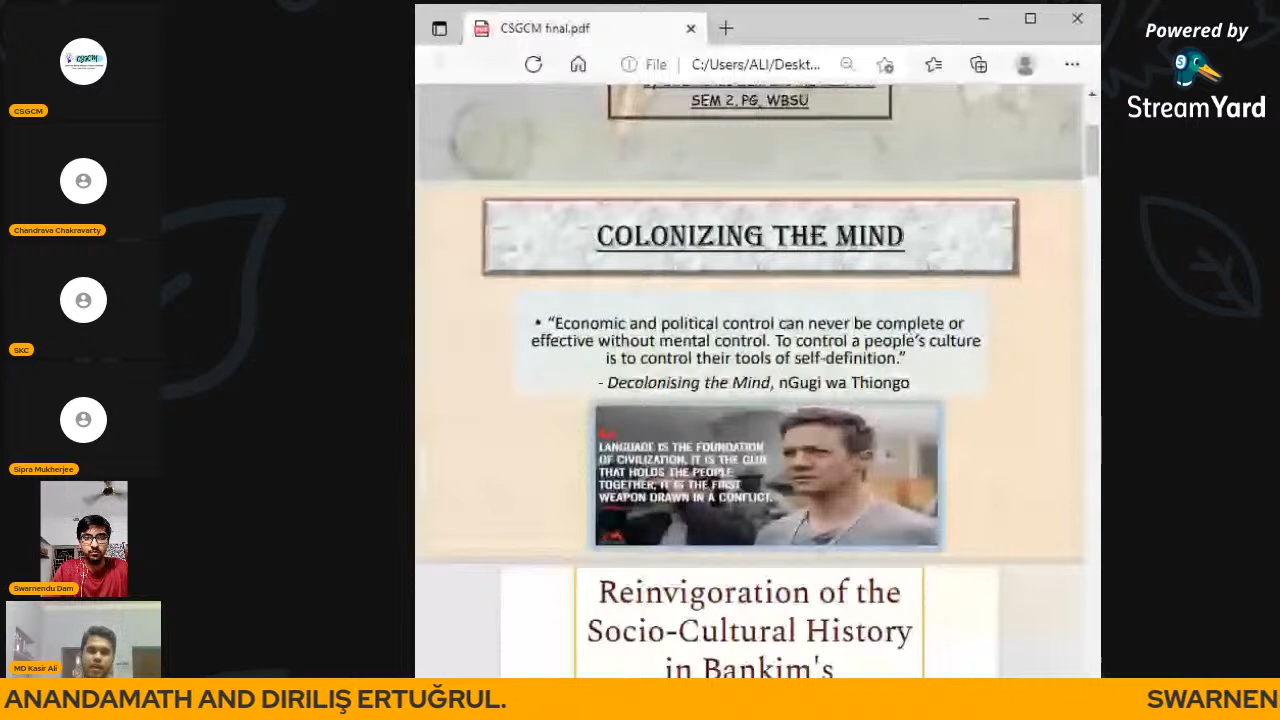 CSGCM
Chandrava Chakravarty
SKC
Sipra Mukherjee
Swarnendu Dam
MD Kasir Ali
CSGCM final.pdf
File
C:/Users/ALI/Deskt...
SEM 2, PG, WBSU
COLONIZING THE MIND
• “Economic and political control can never be complete or
effective without mental control. To control a people’s culture
is to control their tools of self-definition.”
- Decolonising the Mind, nGugi wa Thiongo
LANGUAGE IS THE FOUNDATION
OF CIVILIZATION. IT IS THE GLUE
THAT HOLDS THE PEOPLE
TOGETHER. IT IS THE FIRST
WEAPON DRAWN IN A CONFLICT.
Reinvigoration of the
Socio-Cultural History
in Bankim's
Powered by
StreamYard
ANANDAMATH AND DIRILIŞ ERTUĞRUL.
SWARNEN